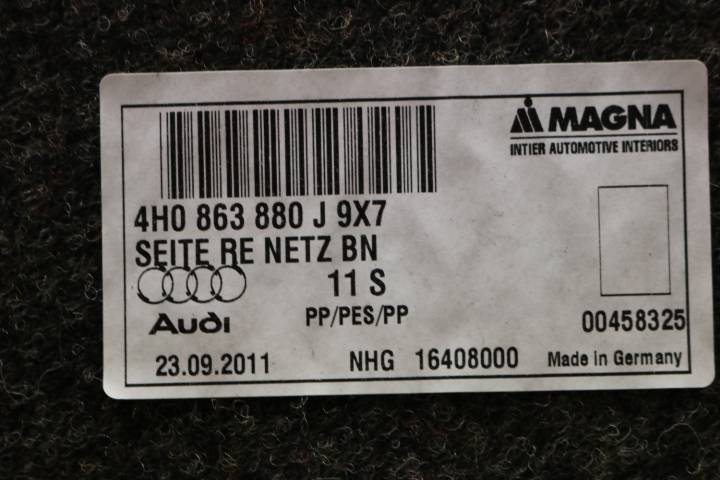 MAGNA
INTIER AUTOMOTIVE INTERIORS
4H0 863 880 J 9X7
SEITE RE NETZ BN
11 S
Audi
PP/PES/PP
00458325
23.09.2011 NHG 16408000 Made in Germany